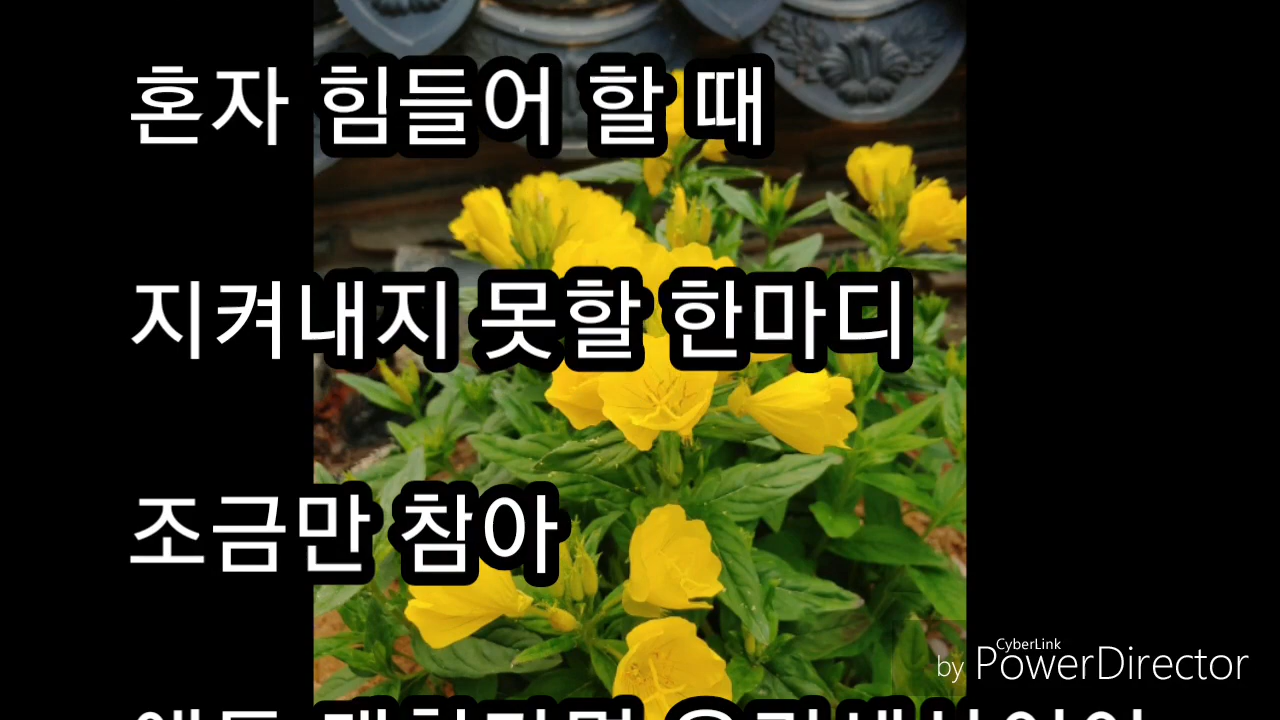 혼자 힘들어 할 때
지켜내지 못할 한마디
조금만 참아
CyberLink
by PowerDirector